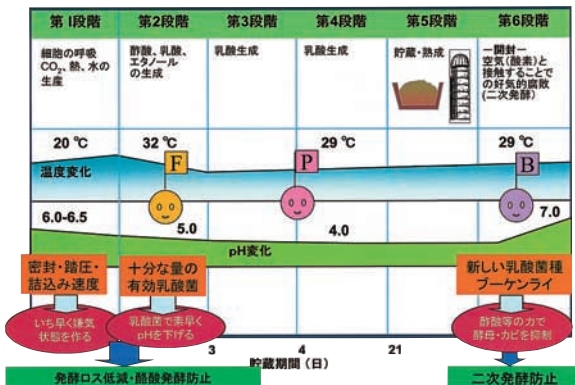 第1段階
第2段階
第3段階
第4段階
第5段階
第6段階
細胞の呼吸
CO₂、熱、水の
生産
酢酸、乳酸、
エタノール
の生成
乳酸生成
乳酸生成
貯蔵・熟成
ー開封ー
空気(酸素)と
接触することで
の好気的腐敗
(二次発酵)
20 ℃
32 ℃
29 ℃
29 ℃
F
P
B
温度変化
6.0-6.5
5.0
4.0
7.0
pH変化
密封・踏圧・
詰込み速度
十分な量の
有効乳酸菌
新しい乳酸菌種
ブーケンライ
いち早く嫌気
状態を作る
乳酸菌で素早く
pHを下げる
酢酸等の力で
酵母・カビを抑制
3
4
21
貯蔵期間(日)
発酵ロス低減・酪酸発酵防止
二次発酵防止